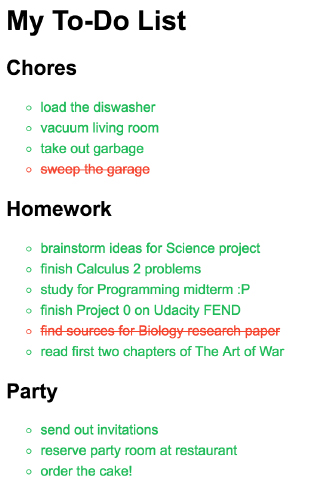 My To-Do List
Chores
load the diswasher
vacuum living room
take out garbage
sweep the garage
Homework
brainstorm ideas for Science project
finish Calculus 2 problems
study for Programming midterm :P
finish Project 0 on Udacity FEND
find sources for Biology research paper
read first two chapters of The Art of War
Party
send out invitations
reserve party room at restaurant
order the cake!